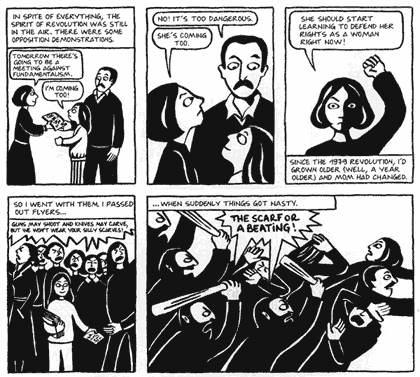 IN SPITE OF EVERYTHING, THE
SPIRIT OF REVOLUTION WAS STILL
IN THE AIR. THERE WERE SOME
OPPOSITION DEMONSTRATIONS.
TOMORROW THERE'S
GOING TO BE A
MEETING AGAINST
FUNDAMENTALISM.
I'M COMING
TOO!
NO! IT'S TOO DANGEROUS.
SHE'S COMING
TOO.
SHE SHOULD START
LEARNING TO DEFEND HER
RIGHTS AS A WOMAN
RIGHT NOW!
SINCE THE 1979 REVOLUTION, I'D
GROWN OLDER (WELL, A YEAR
OLDER) AND MOM HAD CHANGED.
SO I WENT WITH THEM. I PASSED
OUT FLYERS...
GUNS MAY SHOOT AND KNIVES MAY CARVE,
BUT WE WON'T WEAR YOUR SILLY SCARVES!
... WHEN SUDDENLY THINGS GOT NASTY.
THE SCARF OR
A BEATING!